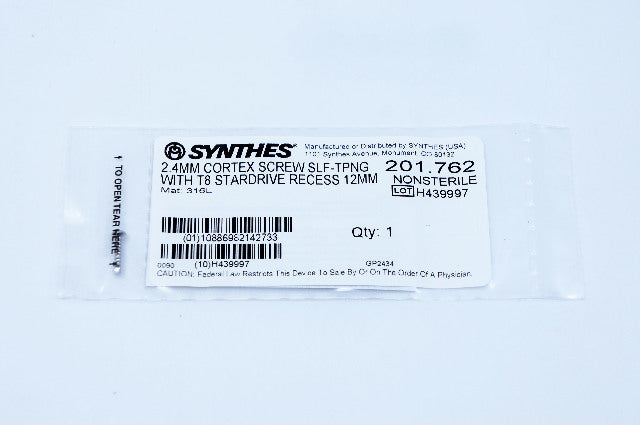 SYNTHES® Manufactured or Distributed by SYNTHES (USA)
1101 Synthes Avenue, Monument, CO 80132
2.4MM CORTEX SCREW SLF-TPNG 201.762
WITH T8 STARDRIVE RECESS 12MM NONSTERILE
Mat: 316L LOT H439997
(01)10886982142733 Qty: 1
(10)H439997 GP2434
CAUTION: Federal Law Restricts This Device To Sale By Or On The Order Of A Physician.
↑ TO OPEN TEAR HERE ↑